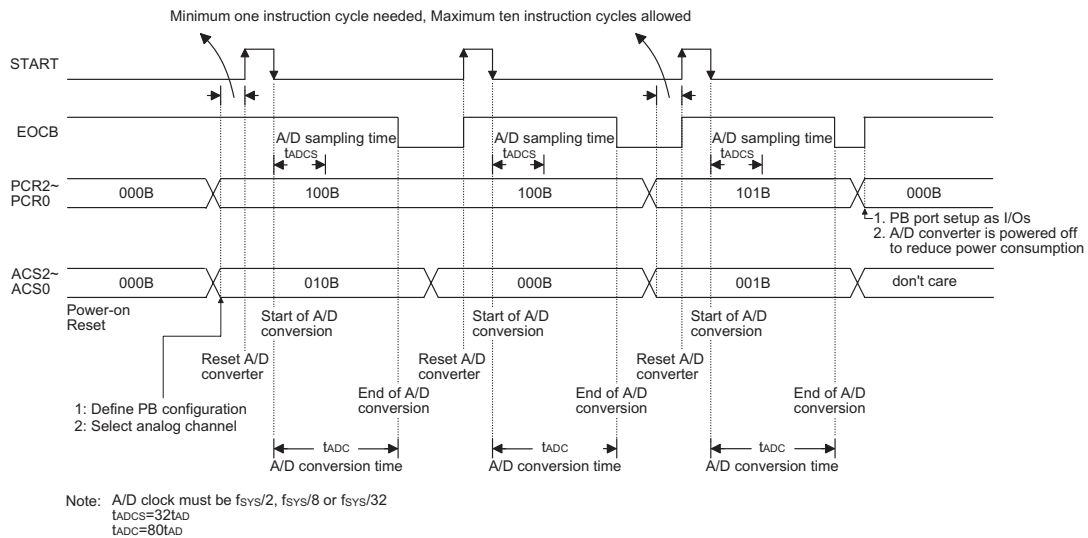 Minimum one instruction cycle needed, Maximum ten instruction cycles allowed
START
EOCB
A/D sampling time
tADCS
A/D sampling time
tADCS
A/D sampling time
tADCS
PCR2~
PCR0
000B
100B
100B
101B
000B
1. PB port setup as I/Os
2. A/D converter is powered off
to reduce power consumption
ACS2~
ACS0
000B
010B
000B
001B
don't care
Power-on
Reset
Start of A/D
conversion
Start of A/D
conversion
Start of A/D
conversion
Reset A/D
converter
Reset A/D
converter
Reset A/D
converter
1: Define PB configuration
2: Select analog channel
End of A/D
conversion
End of A/D
conversion
End of A/D
conversion
tADC
A/D conversion time
tADC
A/D conversion time
tADC
A/D conversion time
Note: A/D clock must be fSYS/2, fSYS/8 or fSYS/32
tADCS=32tAD
tADC=80tAD